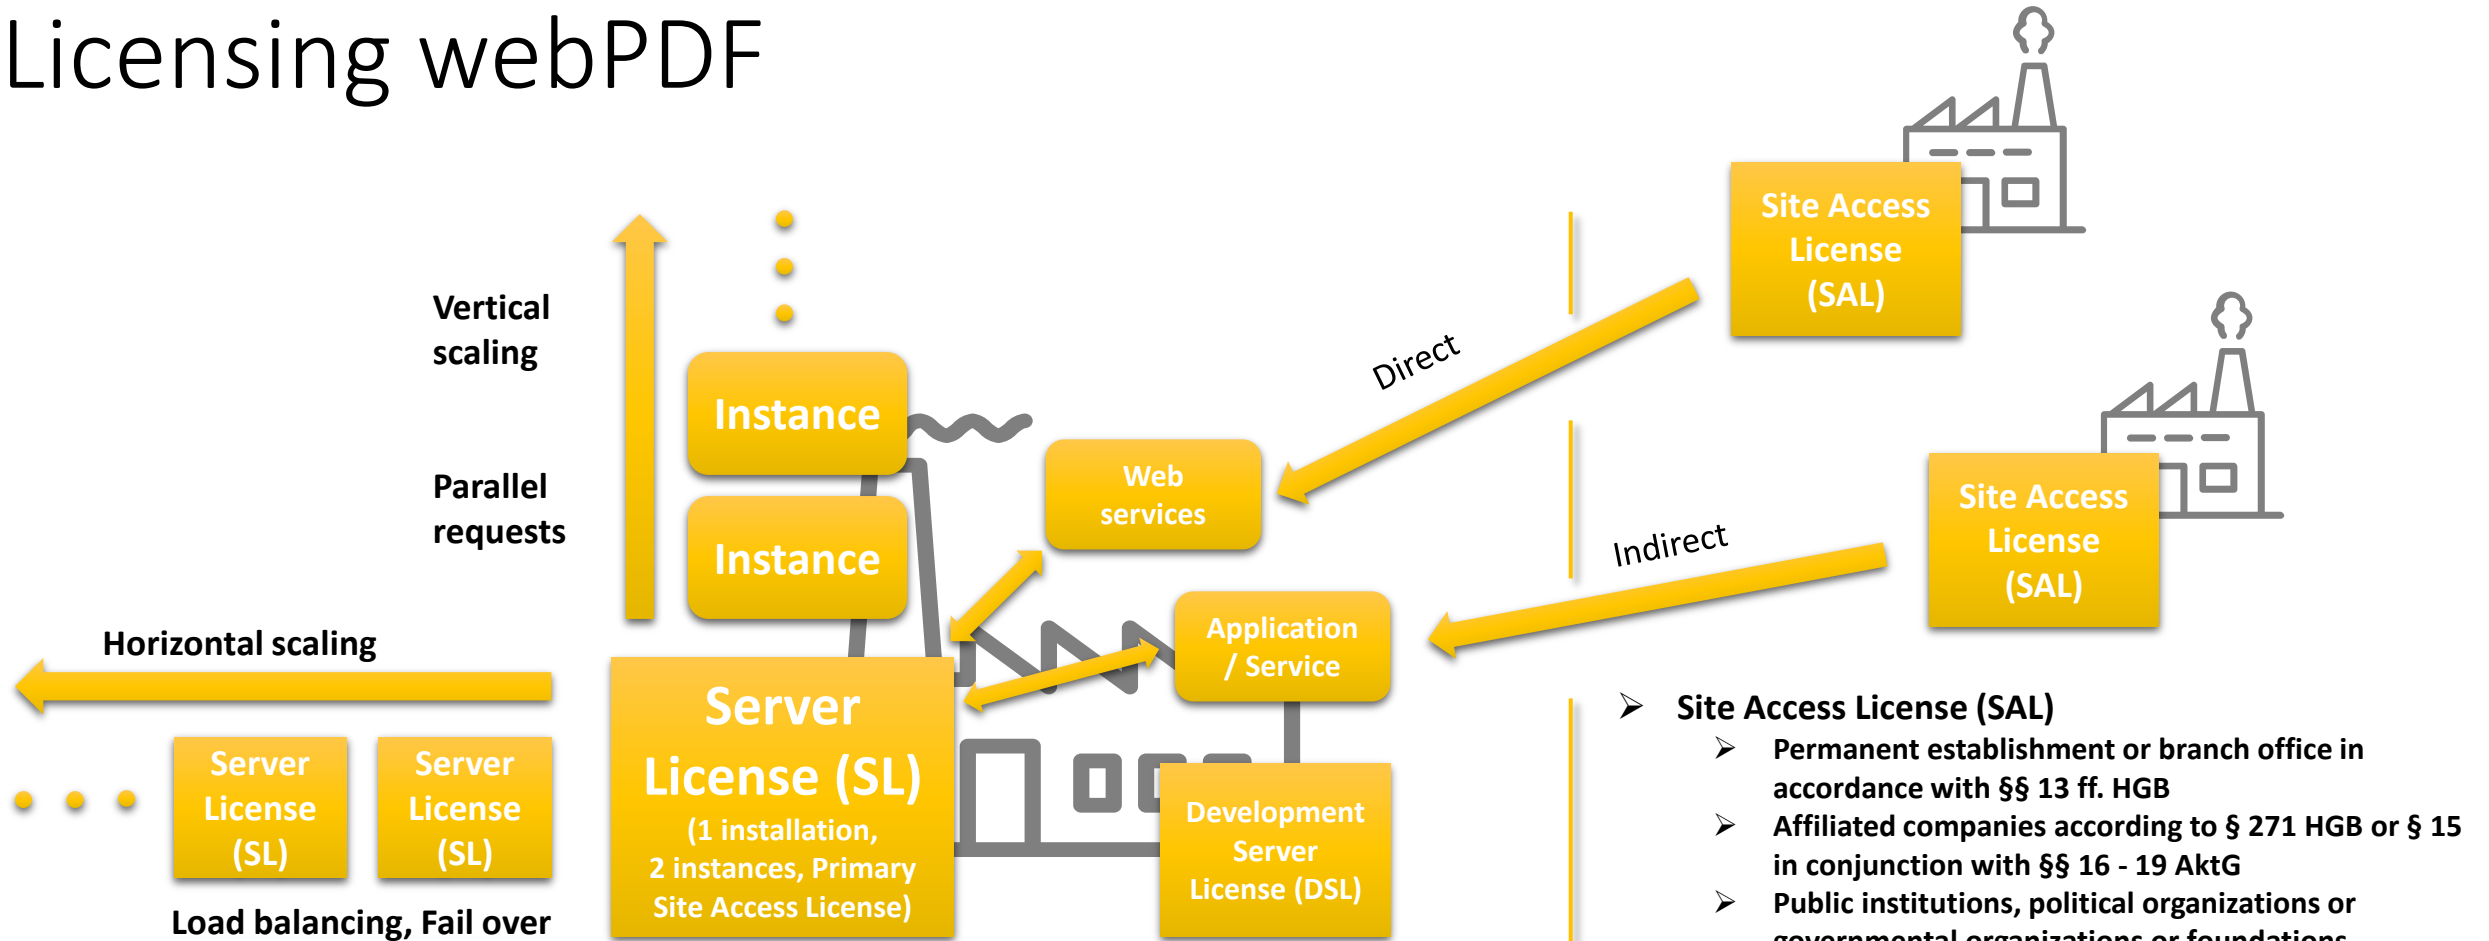 Licensing webPDF
Vertical
scaling
Parallel
requests
Horizontal scaling
Server
License
(SL)
Server
License
(SL)
Load balancing, Fail over
Instance
Instance
Server
License (SL)
(1 installation,
2 instances, Primary
Site Access License)
Web
services
Application
/ Service
Development
Server
License (DSL)
Direct
Indirect
Site Access
License
(SAL)
Site Access
License
(SAL)
➢ Site Access License (SAL)
➢ Permanent establishment or branch office in
accordance with §§ 13 ff. HGB
➢ Affiliated companies according to § 271 HGB or § 15
in conjunction with §§ 16 - 19 AktG
➢ Public institutions, political organizations or
governmental organizations or foundations